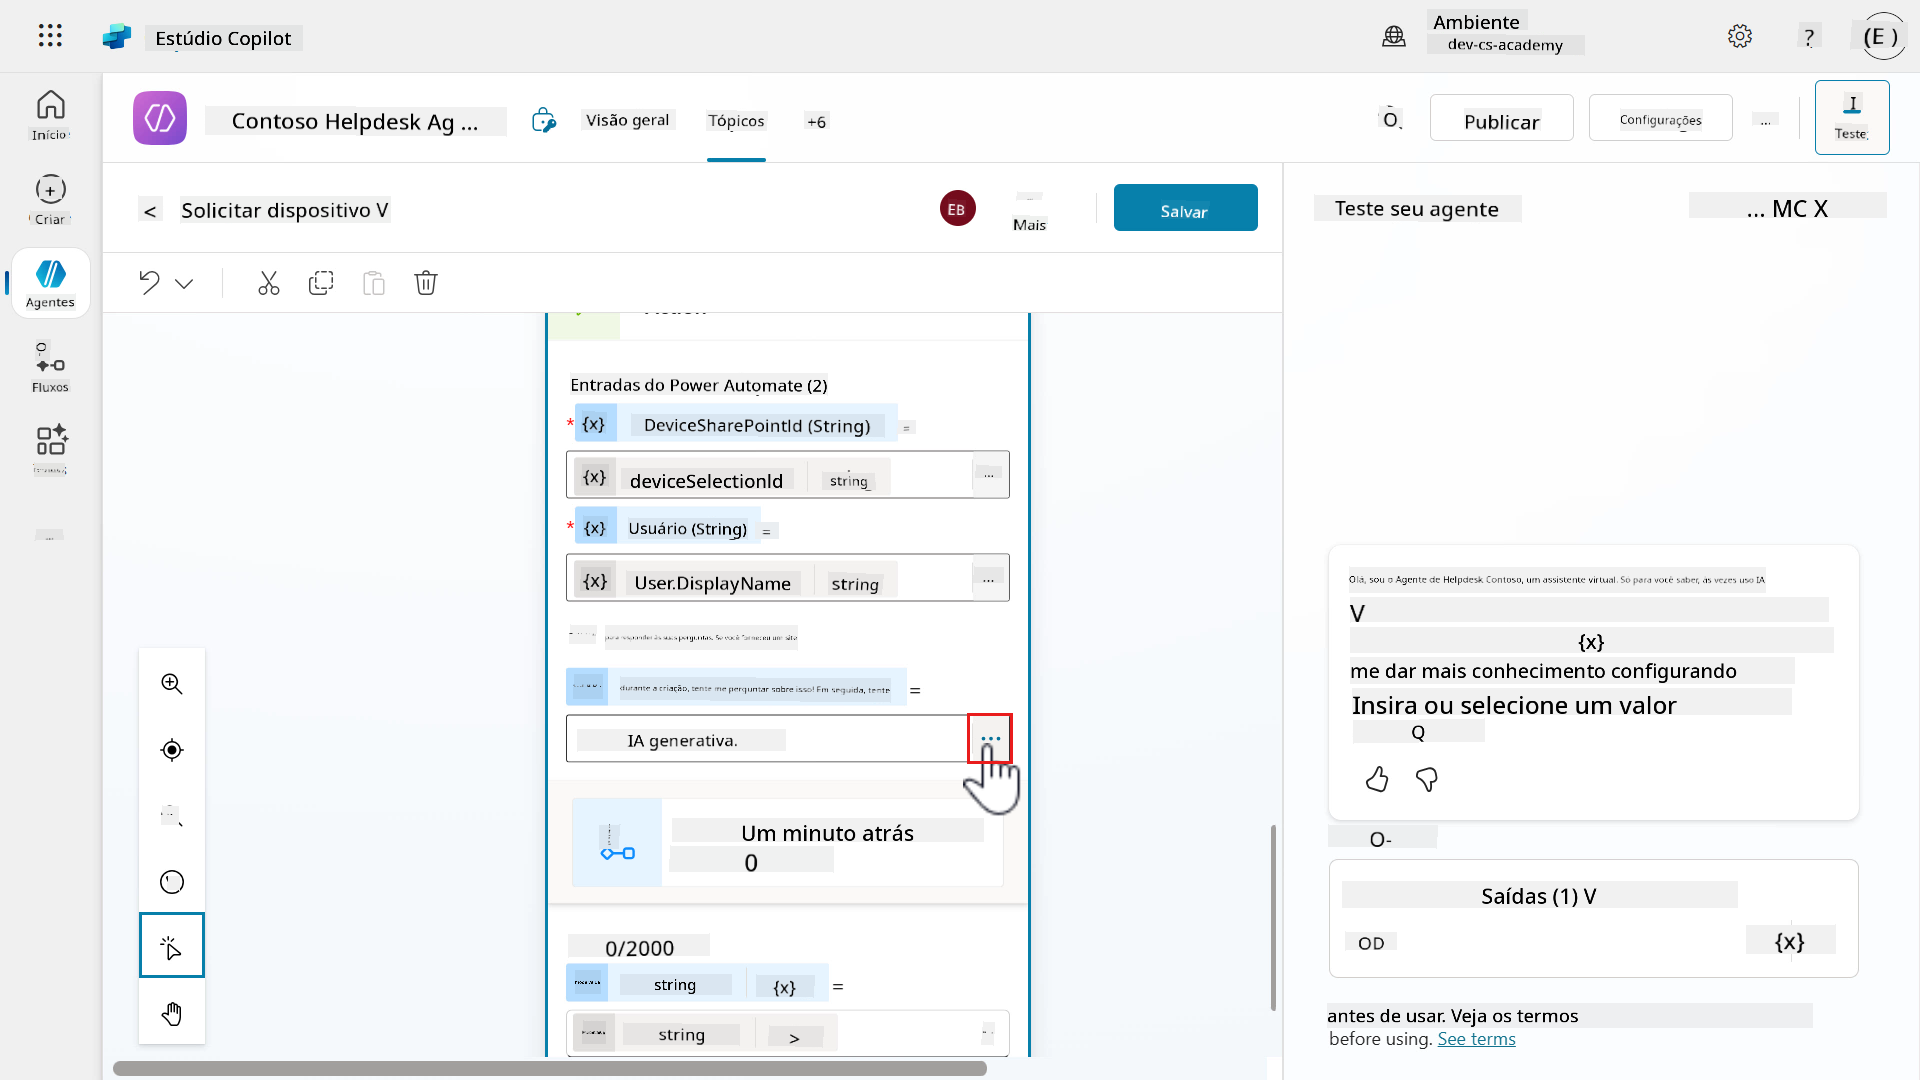 Estúdio Copilot
Ambiente
dev-cs-academy
?
(E )
Início
Contoso Helpdesk Ag ...
Visão geral
Tópicos
+6
Publicar
Configurações
...
Teste
Criar
< Solicitar dispositivo V
EB
Mais
Salvar
Teste seu agente
... MC X
Agentes
Fluxos
Entradas do Power Automate (2)
* {x} DeviceSharePointId (String) =
{x} deviceSelectionId string ...
* {x} Usuário (String) =
{x} User.DisplayName string ...
para responder às suas perguntas. Se você forneceu um site
durante a criação, tente me perguntar sobre isso! Em seguida, tente =
IA generativa. ...
Um minuto atrás
0
0/2000
string {x} =
string >
Olá, sou o Agente de Helpdesk Contoso, um assistente virtual. Só para você saber, às vezes uso IA
V
{x}
me dar mais conhecimento configurando
Insira ou selecione um valor
Q
O-
Saídas (1) V
OD
{x}
antes de usar. Veja os termos
before using. See terms